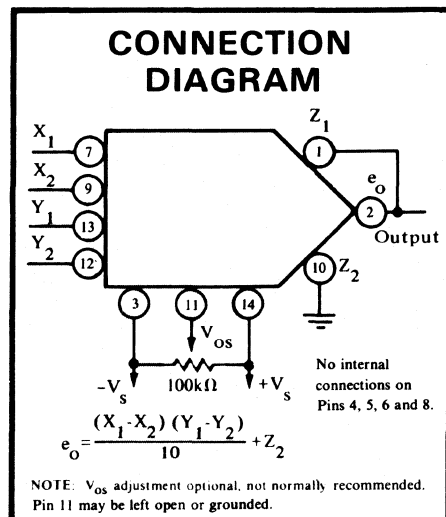 CONNECTION
DIAGRAM
Z1
X1 7 1
X2 9 eo
Y1 13 2
Output
Y2 12 10 Z2
3 11 14
Vos
-Vs 100kΩ +Vs
No internal
connections on
Pins 4, 5, 6 and 8.
eo = (X1-X2) (Y1-Y2) / 10 + Z2
NOTE: Vos adjustment optional, not normally recommended.
Pin 11 may be left open or grounded.